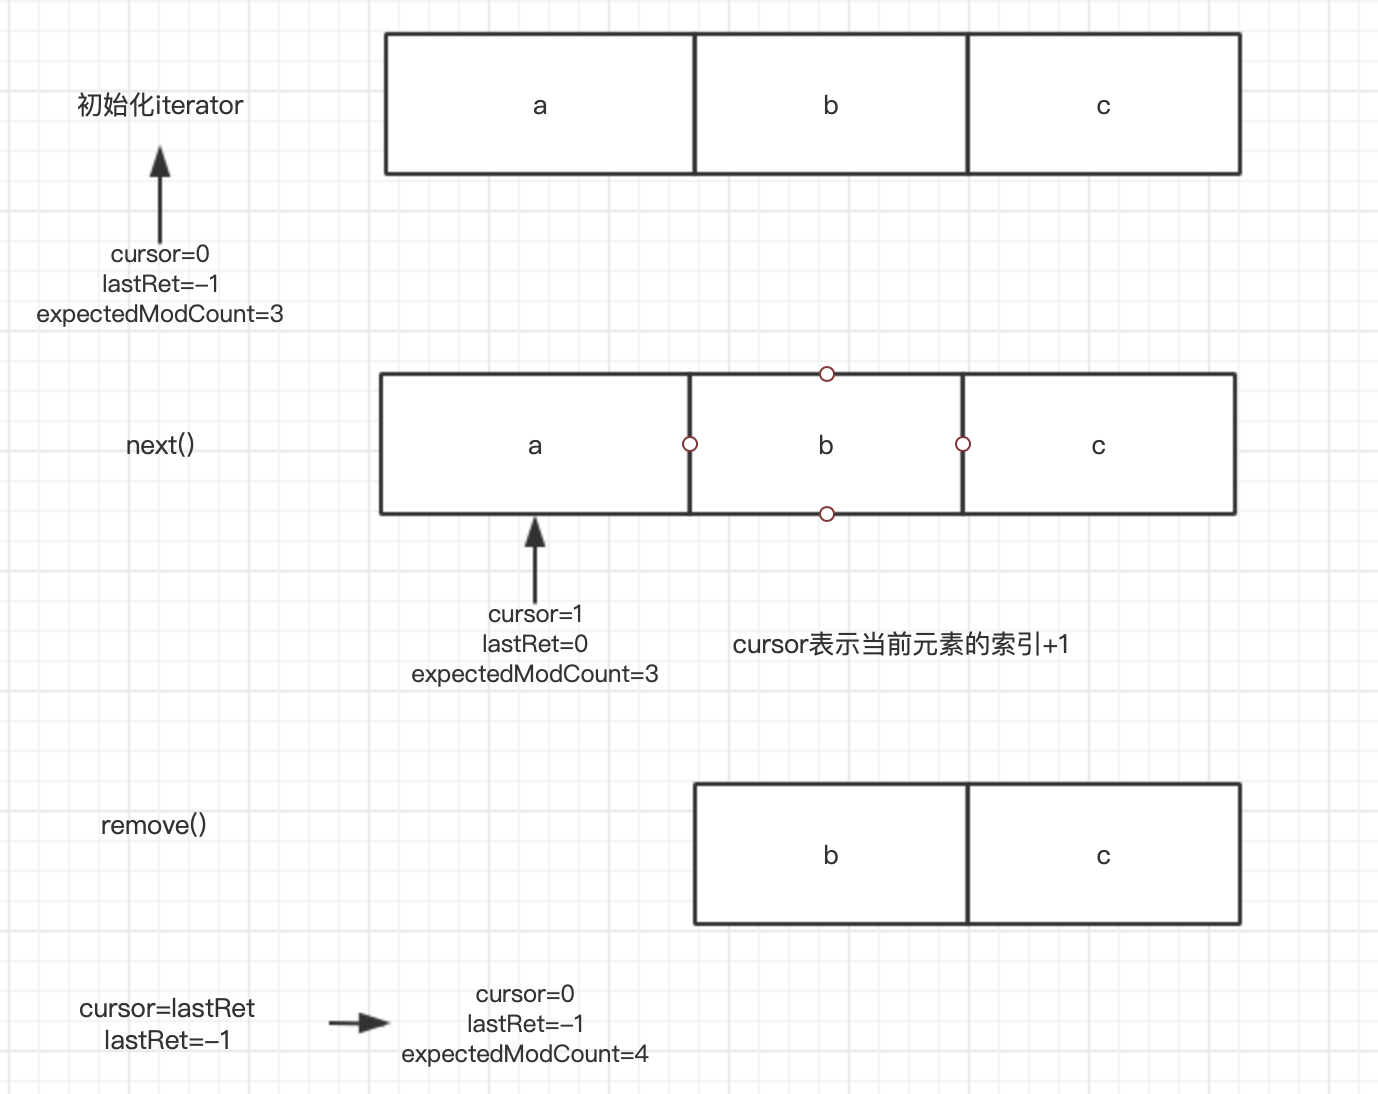 初始化iterator
a
b
c
cursor=0
lastRet=-1
expectedModCount=3
next()
a
b
c
cursor=1
lastRet=0
expectedModCount=3
cursor表示当前元素的索引+1
remove()
b
c
cursor=lastRet
lastRet=-1
cursor=0
lastRet=-1
expectedModCount=4